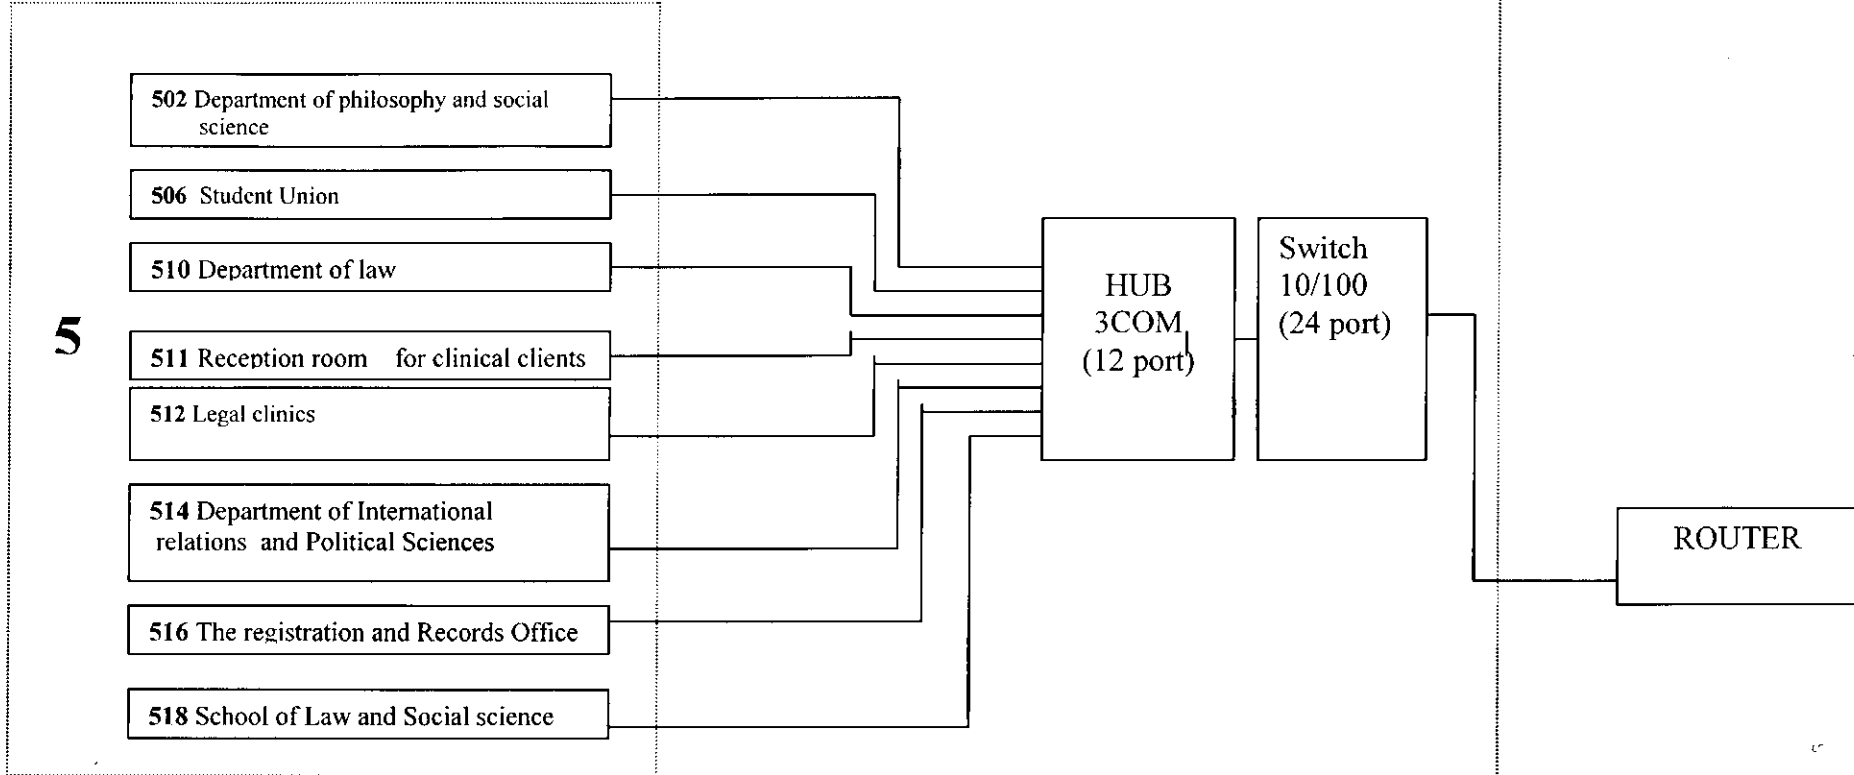 502 Department of philosophy and social
science
506 Student Union
510 Department of law
5
511 Reception room for clinical clients
512 Legal clinics
514 Department of International
relations and Political Sciences
516 The registration and Records Office
518 School of Law and Social science
HUB
3COM
(12 port)
Switch
10/100
(24 port)
ROUTER